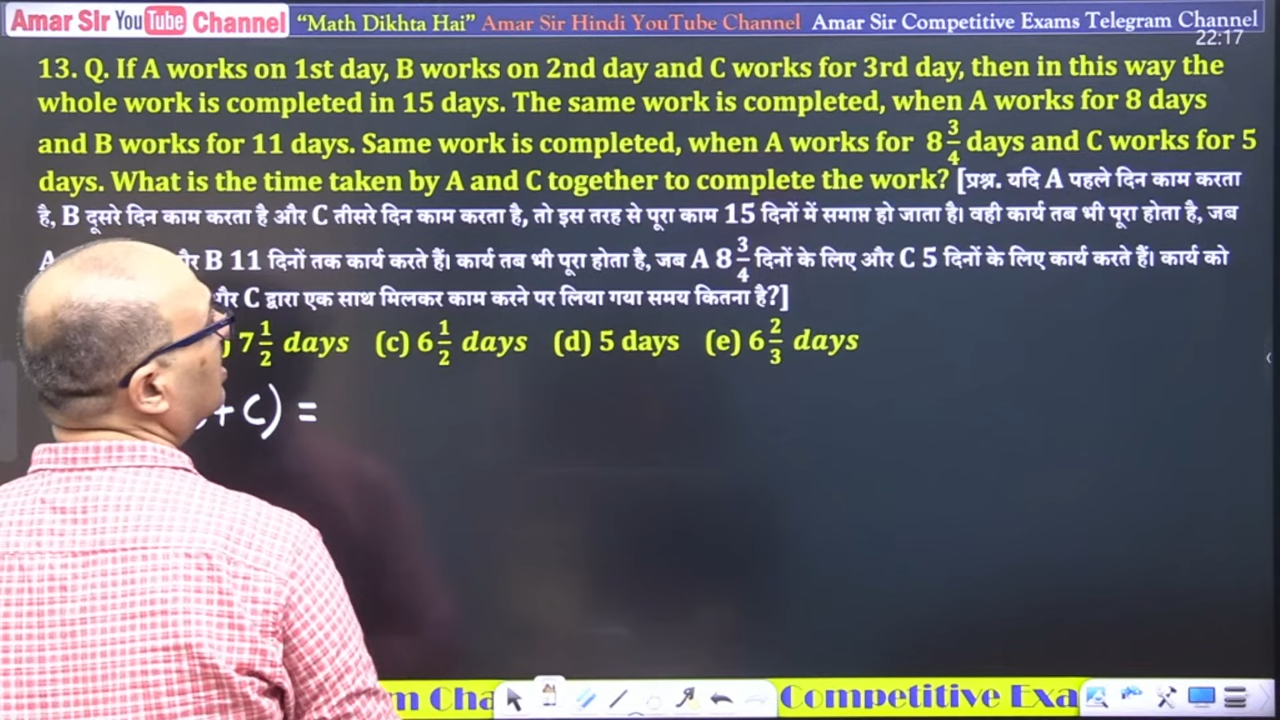 Amar SIr YouTube Channel "Math Dikhta Hai" Amar Sir Hindi YouTube Channel Amar Sir Competitive Exams Telegram Channel
22:17
13. Q. If A works on 1st day, B works on 2nd day and C works for 3rd day, then in this way the
whole work is completed in 15 days. The same work is completed, when A works for 8 days
and B works for 11 days. Same work is completed, when A works for 8 3/4 days and C works for 5
days. What is the time taken by A and C together to complete the work? [प्रश्न. यदि A पहले दिन काम करता
है, B दूसरे दिन काम करता है और C तीसरे दिन काम करता है, तो इस तरह से पूरा काम 15 दिनों में समाप्त हो जाता है। वही कार्य तब भी पूरा होता है, जब
A B 11 दिनों तक कार्य करते हैं। कार्य तब भी पूरा होता है, जब A 8 3/4 दिनों के लिए और C 5 दिनों के लिए कार्य करते हैं। कार्य को
C द्वारा एक साथ मिलकर काम करने पर लिया गया समय कितना है?]
7 1/2 days (c) 6 1/2 days (d) 5 days (e) 6 2/3 days
+ C) =
m Cha Competitive Exa